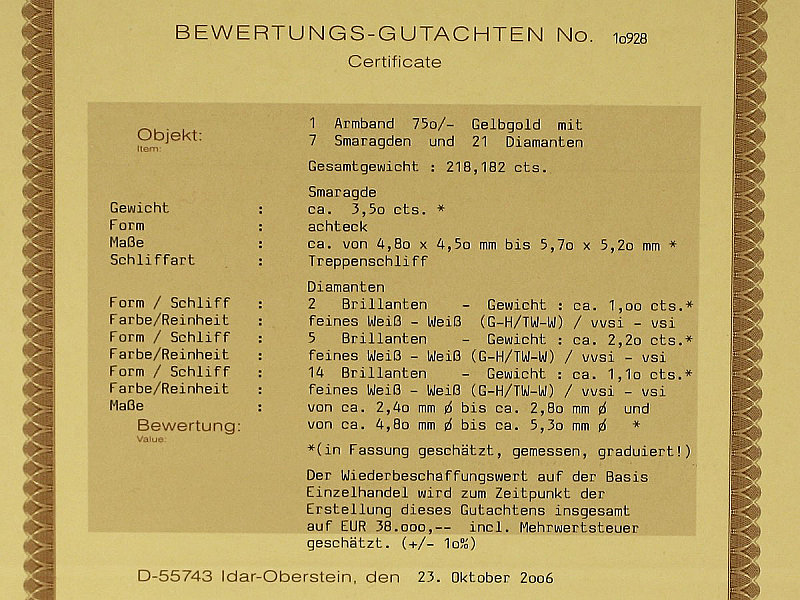 BEWERTUNGS-GUTACHTEN No. 1o928
Certificate
Objekt: 1 Armband 75o/- Gelbgold mit
Item: 7 Smaragden und 21 Diamanten
Gesamtgewicht : 218,182 cts.
Smaragde
Gewicht : ca. 3,5o cts. *
Form : achteck
Maße : ca. von 4,8o x 4,5o mm bis 5,7o x 5,2o mm *
Schliffart : Treppenschliff
Diamanten
Form / Schliff : 2 Brillanten - Gewicht : ca. 1,oo cts.*
Farbe/Reinheit : feines Weiß - Weiß (G-H/TW-W) / vvsi - vsi
Form / Schliff : 5 Brillanten - Gewicht : ca. 2,2o cts.*
Farbe/Reinheit : feines Weiß - Weiß (G-H/TW-W) / vvsi - vsi
Form / Schliff : 14 Brillanten - Gewicht : ca. 1,1o cts.*
Farbe/Reinheit : feines Weiß - Weiß (G-H/TW-W) / vvsi - vsi
Maße : von ca. 2,4o mm ø bis ca. 2,8o mm ø und
Bewertung: von ca. 4,8o mm ø bis ca. 5,3o mm ø *
Value:
*(in Fassung geschätzt, gemessen, graduiert!)
Der Wiederbeschaffungswert auf der Basis
Einzelhandel wird zum Zeitpunkt der
Erstellung dieses Gutachtens insgesamt
auf EUR 38.ooo,-- incl. Mehrwertsteuer
geschätzt. (+/- 1o%)
D-55743 Idar-Oberstein, den 23. Oktober 2oo6